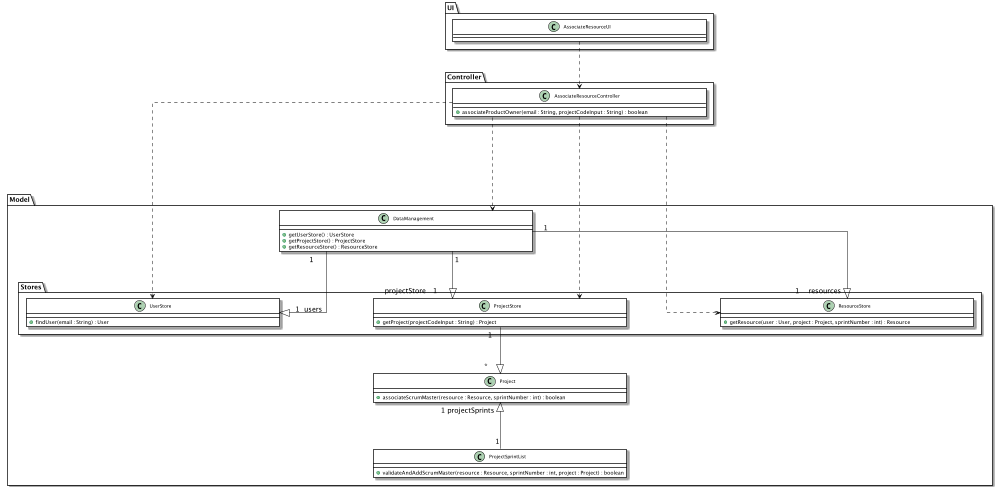 UI
C AssociateResourceUI
Controller
C AssociateResourceController
associateProductOwner(email : String, projectCodeInput : String) : boolean
Model
C DataManagement
getUserStore() : UserStore
getProjectStore() : ProjectStore
getResourceStore() : ResourceStore
1
1
1
Stores
projectStore 1
1 resources
C UserStore
findUser(email : String) : User
1 users
C ProjectStore
getProject(projectCodeInput : String) : Project
C ResourceStore
getResource(user : User, project : Project, sprintNumber : int) : Resource
1
*
C Project
associateScrumMaster(resource : Resource, sprintNumber : int) : boolean
1 projectSprints
1
C ProjectSprintList
validateAndAddScrumMaster(resource : Resource, sprintNumber : int, project : Project) : boolean